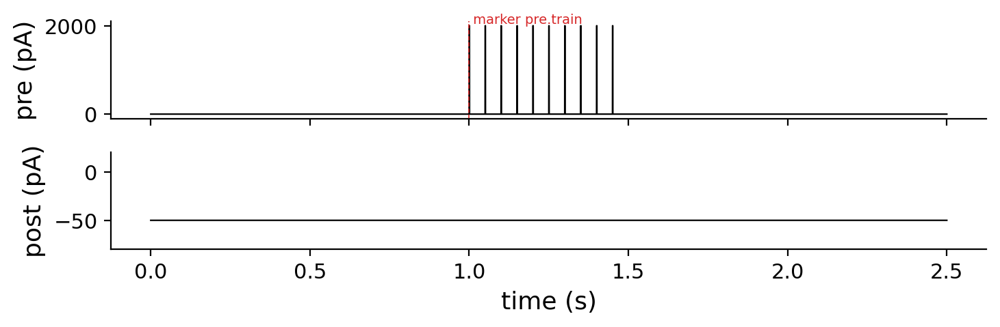 marker pre train
pre (pA)
2000
0
post (pA)
0
−50
0.0 0.5 1.0 1.5 2.0 2.5
time (s)